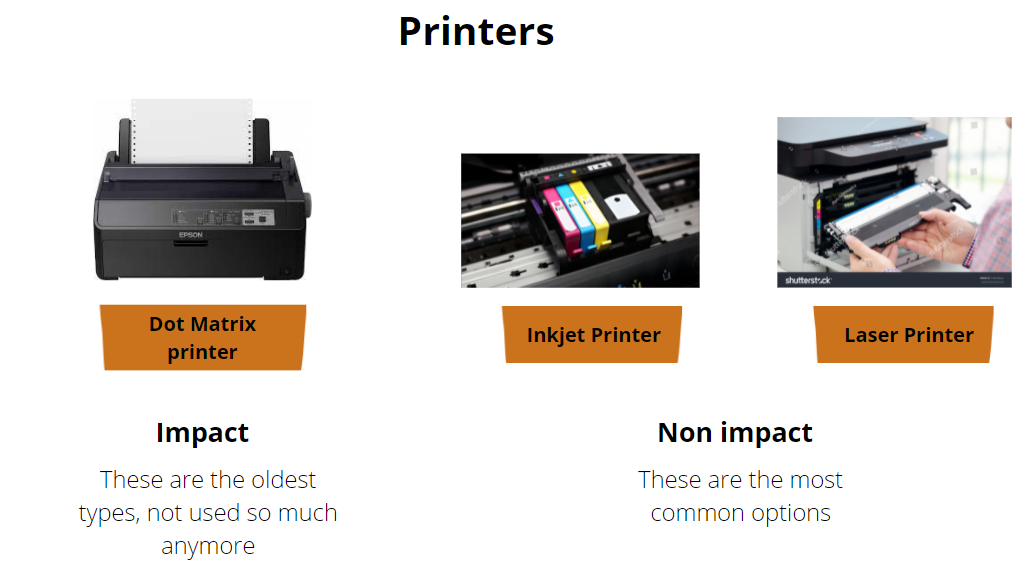 Printers
EPSON
shutterstock
Dot Matrix
printer
Inkjet Printer
Laser Printer
Impact
Non impact
These are the oldest
types, not used so much
anymore
These are the most
common options